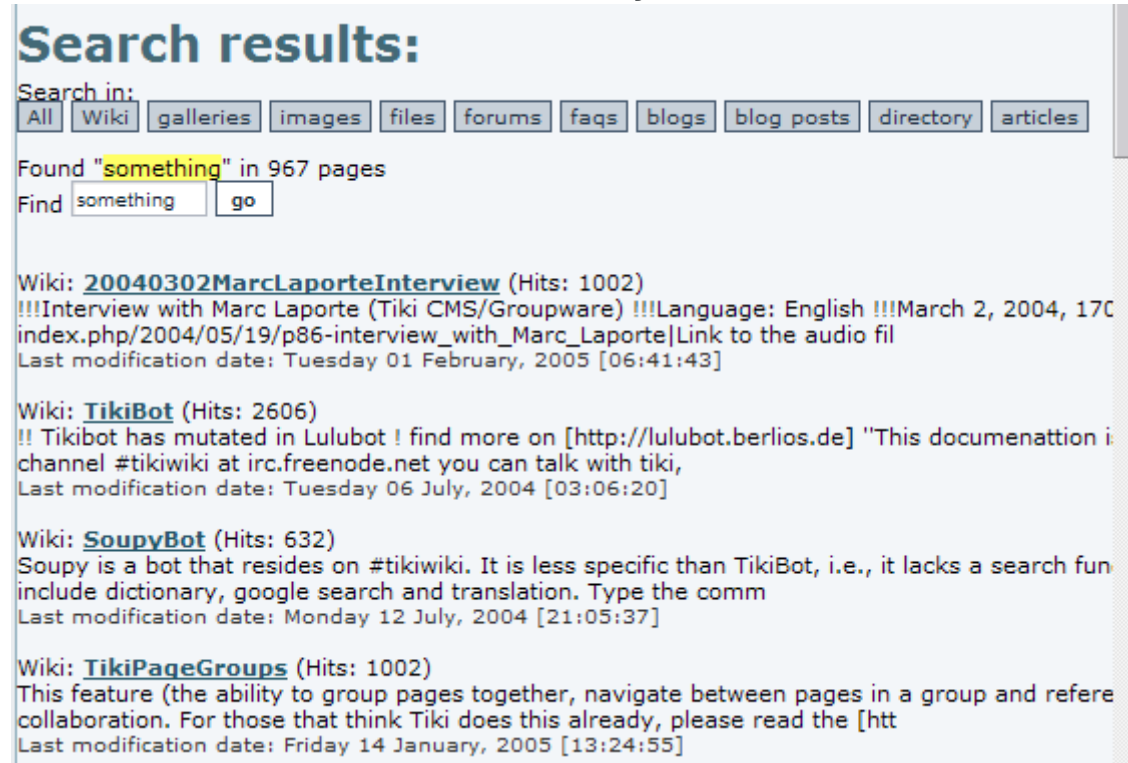 Search results:
Search in:
All Wiki galleries images files forums faqs blogs blog posts directory articles
Found "something" in 967 pages
Find something go
Wiki: 20040302MarcLaporteInterview (Hits: 1002)
!!!Interview with Marc Laporte (Tiki CMS/Groupware) !!!Language: English !!!March 2, 2004, 170
index.php/2004/05/19/p86-interview_with_Marc_Laporte|Link to the audio fil
Last modification date: Tuesday 01 February, 2005 [06:41:43]
Wiki: TikiBot (Hits: 2606)
!! Tikibot has mutated in Lulubot ! find more on [http://lulubot.berlios.de] ''This documenattion i
channel #tikiwiki at irc.freenode.net you can talk with tiki,
Last modification date: Tuesday 06 July, 2004 [03:06:20]
Wiki: SoupyBot (Hits: 632)
Soupy is a bot that resides on #tikiwiki. It is less specific than TikiBot, i.e., it lacks a search fun
include dictionary, google search and translation. Type the comm
Last modification date: Monday 12 July, 2004 [21:05:37]
Wiki: TikiPageGroups (Hits: 1002)
This feature (the ability to group pages together, navigate between pages in a group and refere
collaboration. For those that think Tiki does this already, please read the [htt
Last modification date: Friday 14 January, 2005 [13:24:55]